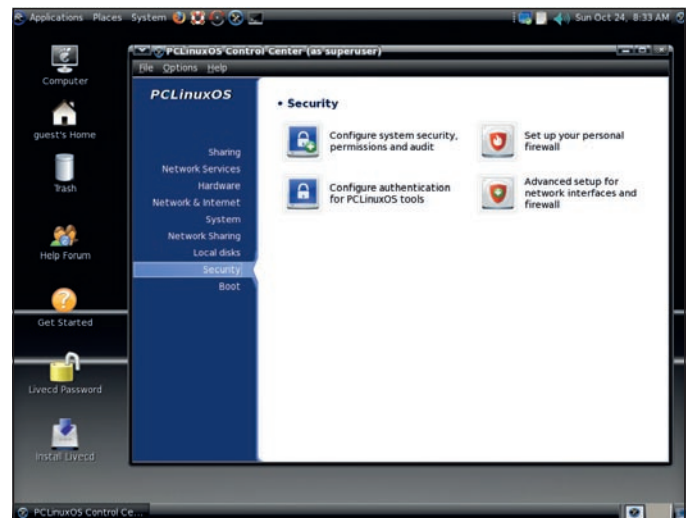 Applications Places System
Sun Oct 24, 8:33 AM
Computer
guest's Home
Trash
Help Forum
Get Started
Livecd Password
Install Livecd
PCLinuxOS Control Center (as superuser)
File Options Help
PCLinuxOS
Sharing
Network Services
Hardware
Network & Internet
System
Network Sharing
Local disks
Security
Boot
• Security
Configure system security,
permissions and audit
Set up your personal
firewall
Configure authentication
for PCLinuxOS tools
Advanced setup for
network interfaces and
firewall
PCLinuxOS Control Ce...